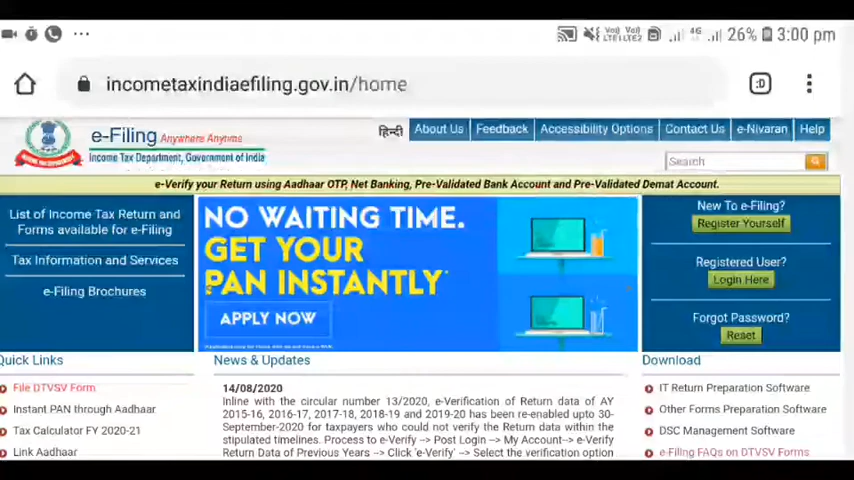 26% 3:00 pm
incometaxindiaefiling.gov.in/home
e-Filing Anywhere Anytime
Income Tax Department, Government of India
हिन्दी About Us Feedback Accessibility Options Contact Us e-Nivaran Help
Search
e-Verify your Return using Aadhaar OTP, Net Banking, Pre-Validated Bank Account and Pre-Validated Demat Account.
List of Income Tax Return and
Forms available for e-Filing
Tax Information and Services
e-Filing Brochures
NO WAITING TIME.
GET YOUR
PAN INSTANTLY*
APPLY NOW
New To e-Filing?
Register Yourself
Registered User?
Login Here
Forgot Password?
Reset
Quick Links
File DTVSV Form
Instant PAN through Aadhaar
Tax Calculator FY 2020-21
Link Aadhaar
News & Updates
14/08/2020
Inline with the circular number 13/2020, e-Verification of Return data of AY
2015-16, 2016-17, 2017-18, 2018-19 and 2019-20 has been re-enabled upto 30-
September-2020 for taxpayers who could not verify the Return data within the
stipulated timelines. Process to e-Verify --> Post Login --> My Account--> e-Verify
Return Data of Previous Years --> Click 'e-Verify' --> Select the verification option
Download
IT Return Preparation Software
Other Forms Preparation Software
DSC Management Software
e-Filing FAQs on DTVSV Forms